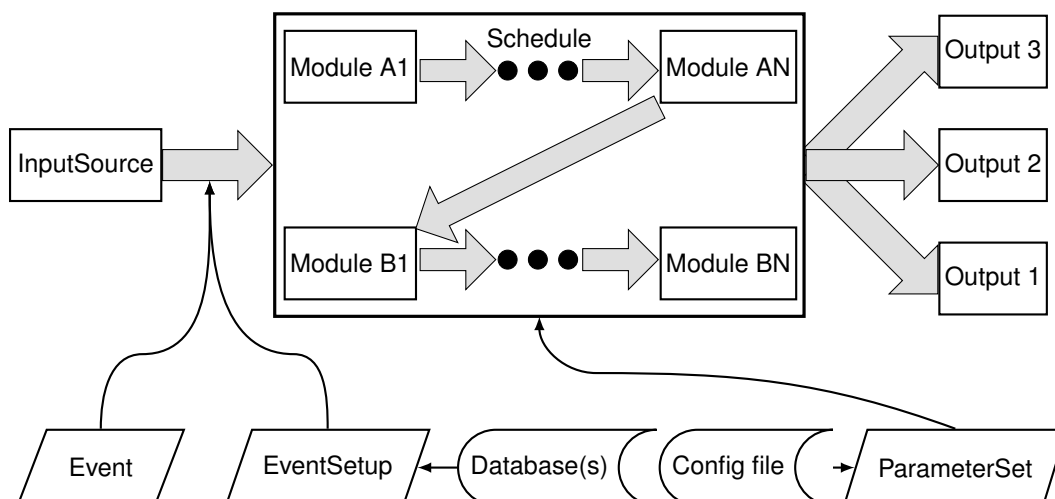 Schedule
Module A1
Module AN
Output 3
InputSource
Output 2
Module B1
Module BN
Output 1
Event
EventSetup
Database(s)
Config file
ParameterSet